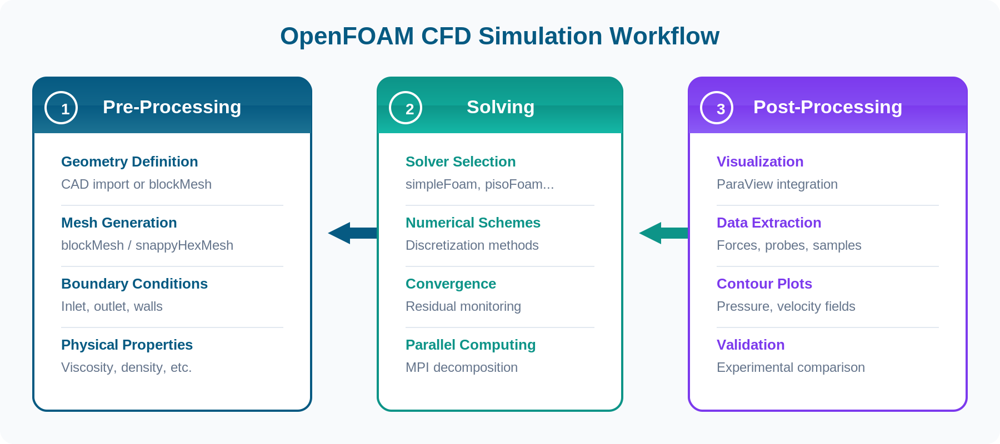 OpenFOAM CFD Simulation Workflow
1 Pre-Processing
Geometry Definition
CAD import or blockMesh
Mesh Generation
blockMesh / snappyHexMesh
Boundary Conditions
Inlet, outlet, walls
Physical Properties
Viscosity, density, etc.
2 Solving
Solver Selection
simpleFoam, pisoFoam...
Numerical Schemes
Discretization methods
Convergence
Residual monitoring
Parallel Computing
MPI decomposition
3 Post-Processing
Visualization
ParaView integration
Data Extraction
Forces, probes, samples
Contour Plots
Pressure, velocity fields
Validation
Experimental comparison